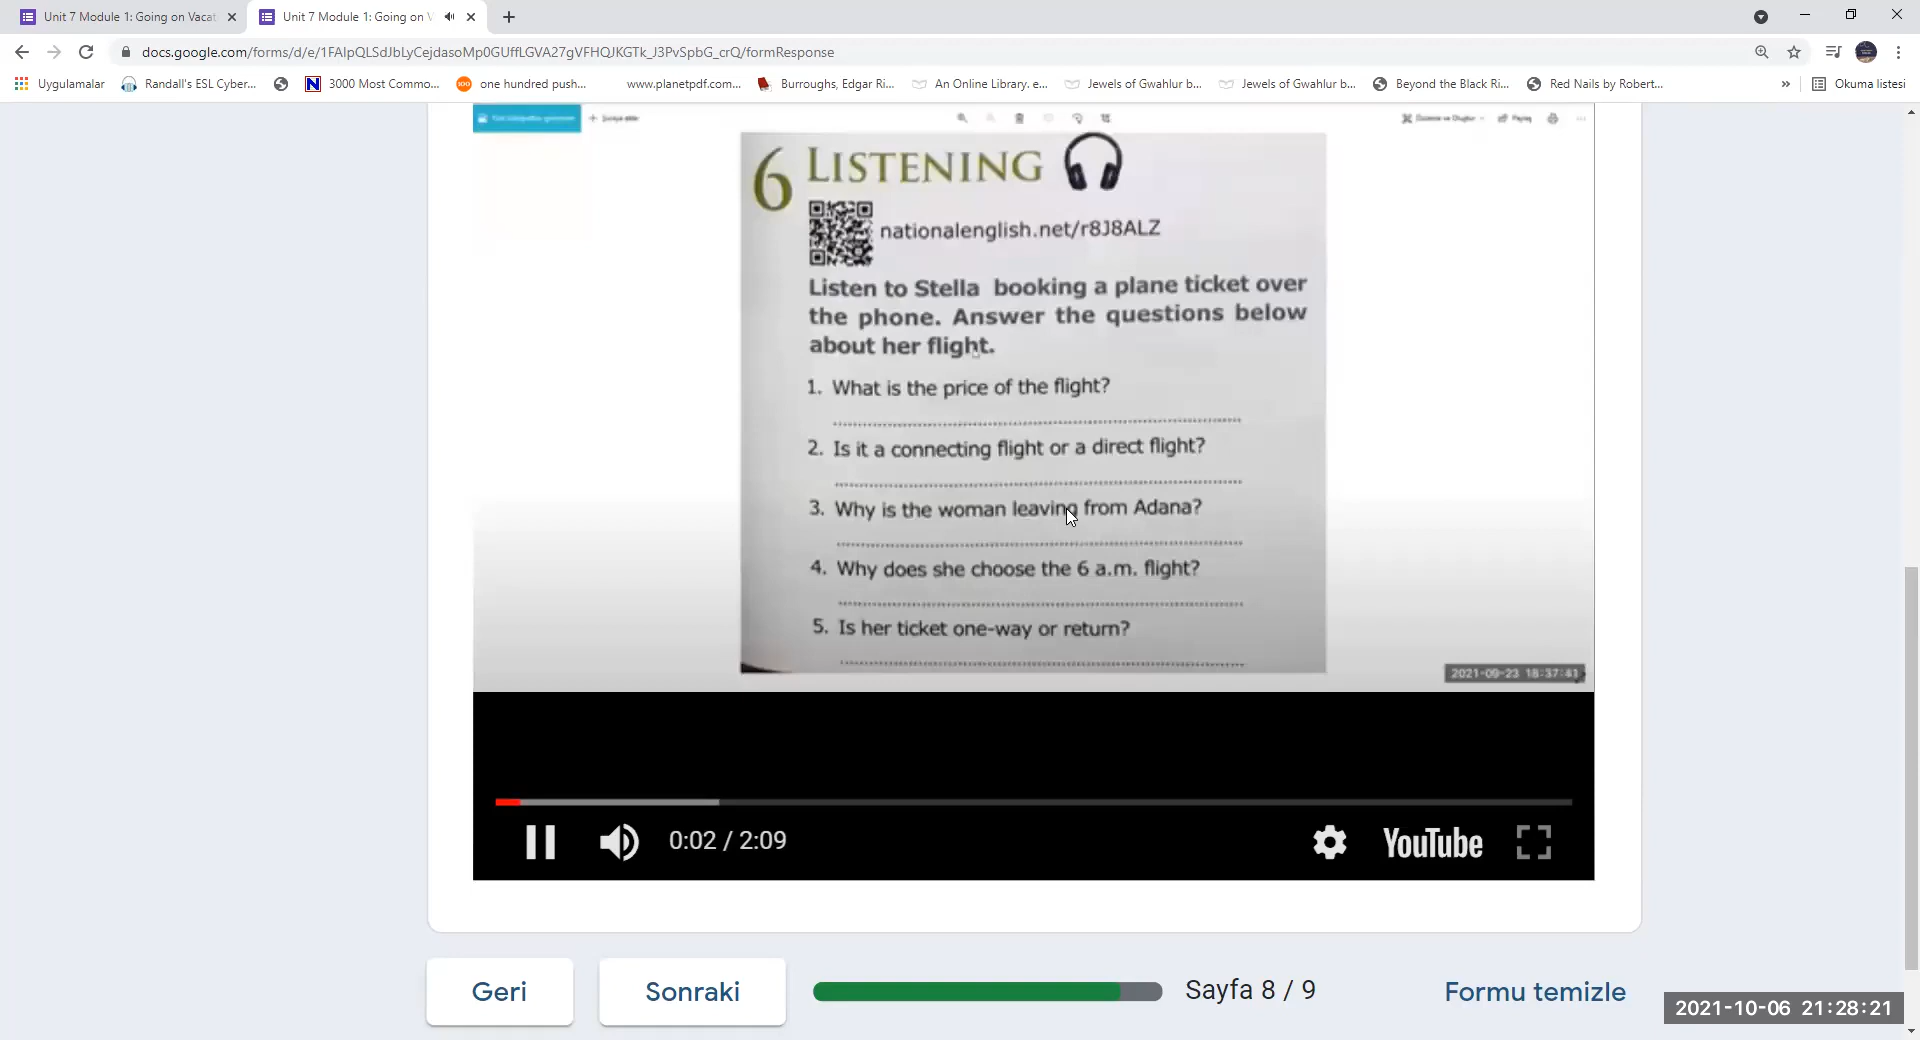 Unit 7 Module 1: Going on Vacat
Unit 7 Module 1: Going on V
docs.google.com/forms/d/e/1FAIpQLSdJbLyCejdasoMp0GUffLGVA27gVFHQJKGTk_J3PvSpbG_crQ/formResponse
Uygulamalar
Randall's ESL Cyber...
N
3000 Most Commo...
100
one hundred push...
www.planetpdf.com...
Burroughs, Edgar Ri...
An Online Library. e...
Jewels of Gwahlur b...
Jewels of Gwahlur b...
Beyond the Black Ri...
Red Nails by Robert...
»
Okuma listesi
6 LISTENING
nationalenglish.net/r8J8ALZ
Listen to Stella booking a plane ticket over
the phone. Answer the questions below
about her flight.
1. What is the price of the flight?
2. Is it a connecting flight or a direct flight?
3. Why is the woman leaving from Adana?
4. Why does she choose the 6 a.m. flight?
5. Is her ticket one-way or return?
2021-09-23 18:37:41
0:02 / 2:09
YouTube
Geri
Sonraki
Sayfa 8 / 9
Formu temizle
2021-10-06 21:28:21